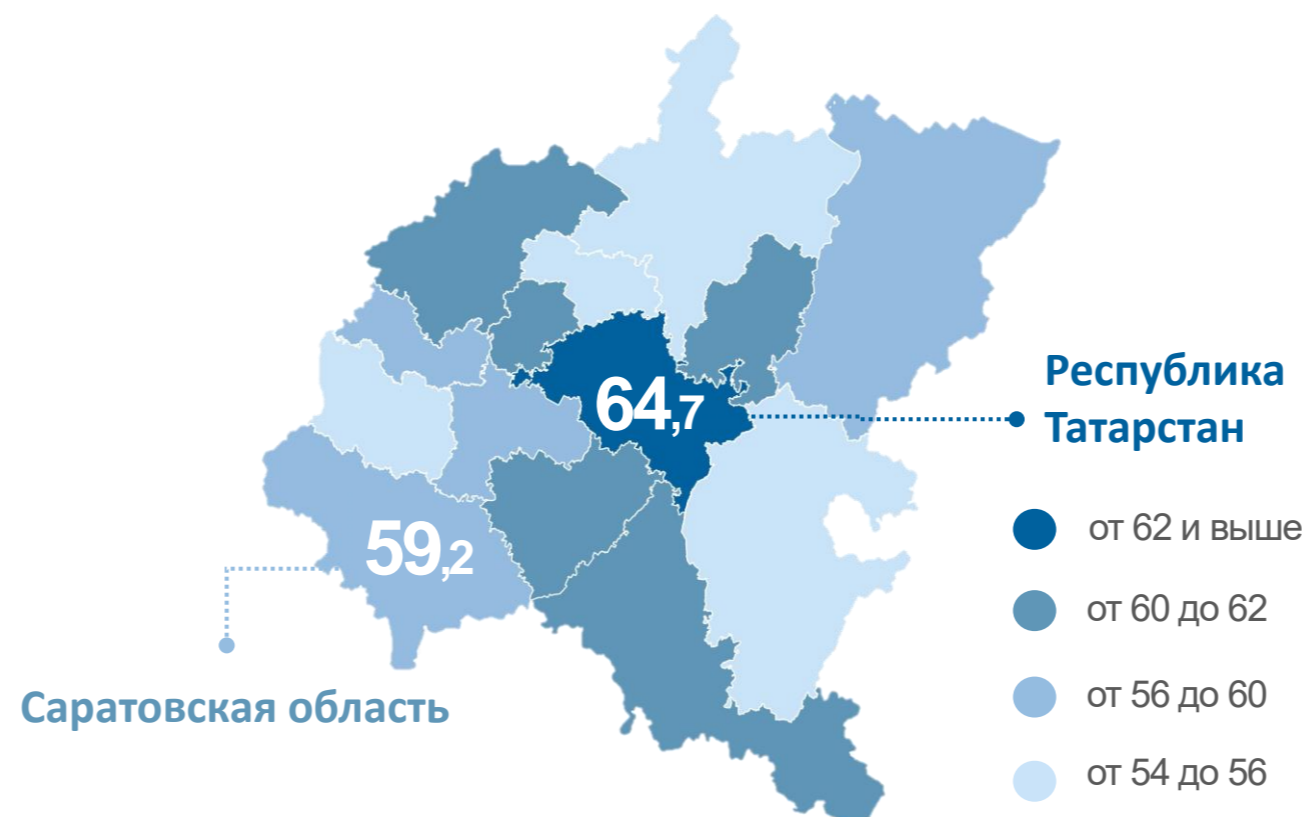 64,7
Республика
Татарстан
59,2
от 62 и выше
от 60 до 62
от 56 до 60
Саратовская область
от 54 до 56